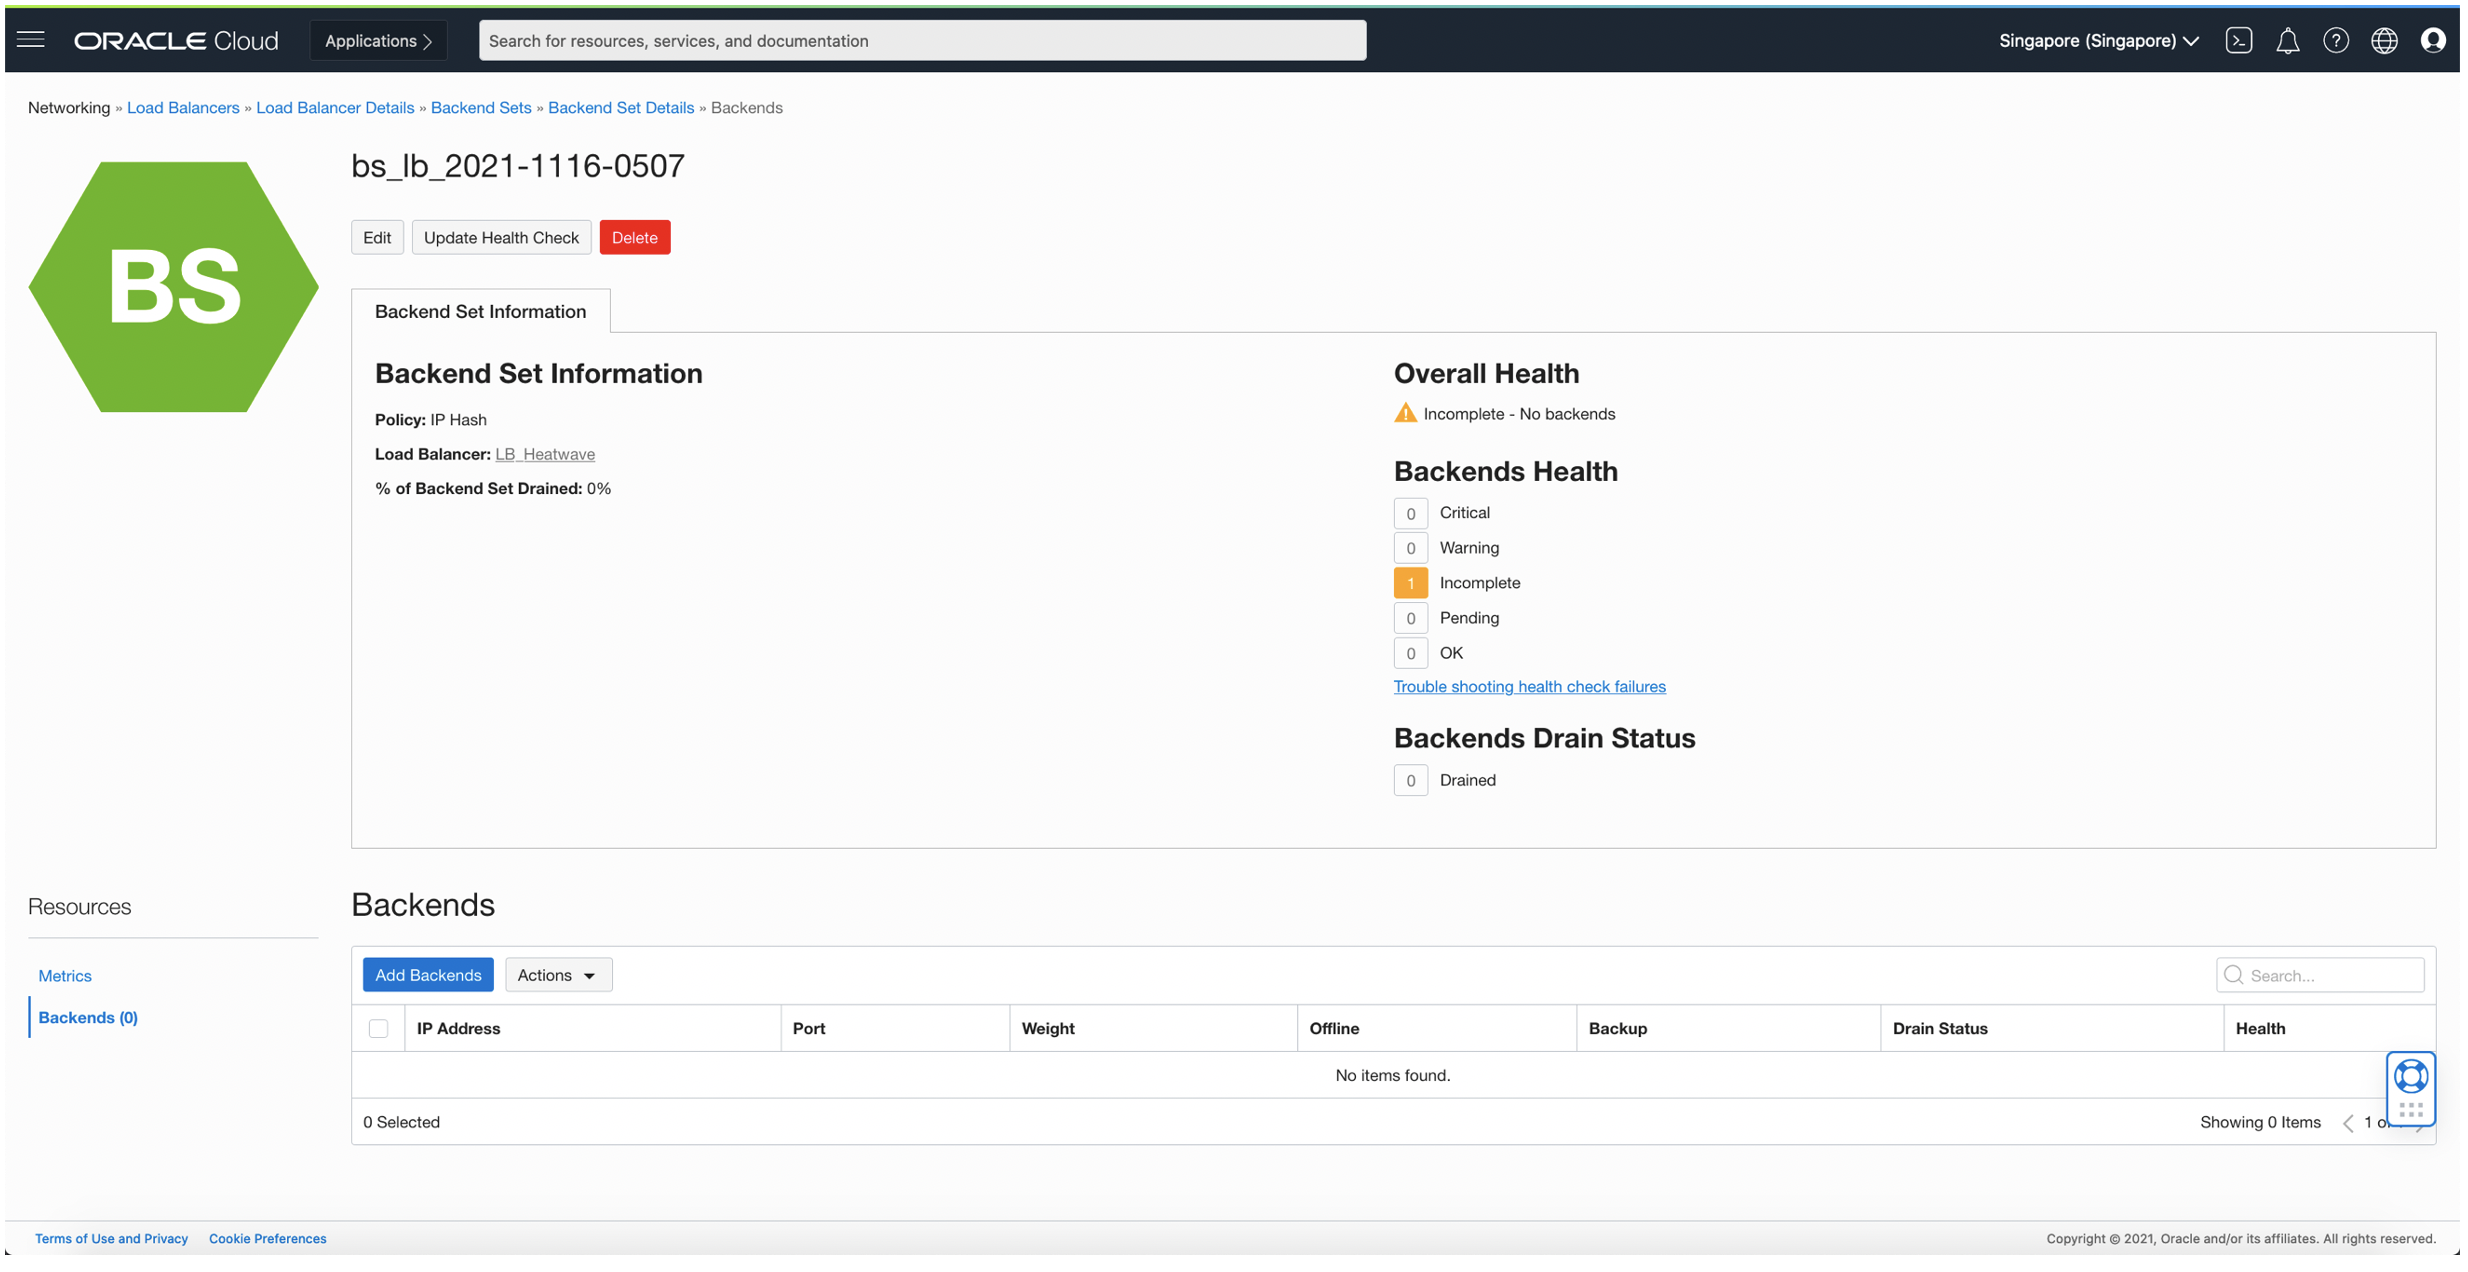 ORACLE Cloud
Applications
Search for resources, services, and documentation
Singapore (Singapore)
Networking » Load Balancers » Load Balancer Details » Backend Sets » Backend Set Details » Backends
BS
bs_lb_2021-1116-0507
Edit
Update Health Check
Delete
Backend Set Information
Backend Set Information
Policy: IP Hash
Load Balancer: LB_Heatwave
% of Backend Set Drained: 0%
Overall Health
Incomplete - No backends
Backends Health
0 Critical
0 Warning
1 Incomplete
0 Pending
0 OK
Trouble shooting health check failures
Backends Drain Status
0 Drained
Resources
Metrics
Backends (0)
Backends
Add Backends
Actions
Search...
IP Address
Port
Weight
Offline
Backup
Drain Status
Health
No items found.
0 Selected
Showing 0 Items
1
Terms of Use and Privacy
Cookie Preferences
Copyright © 2021, Oracle and/or its affiliates. All rights reserved.